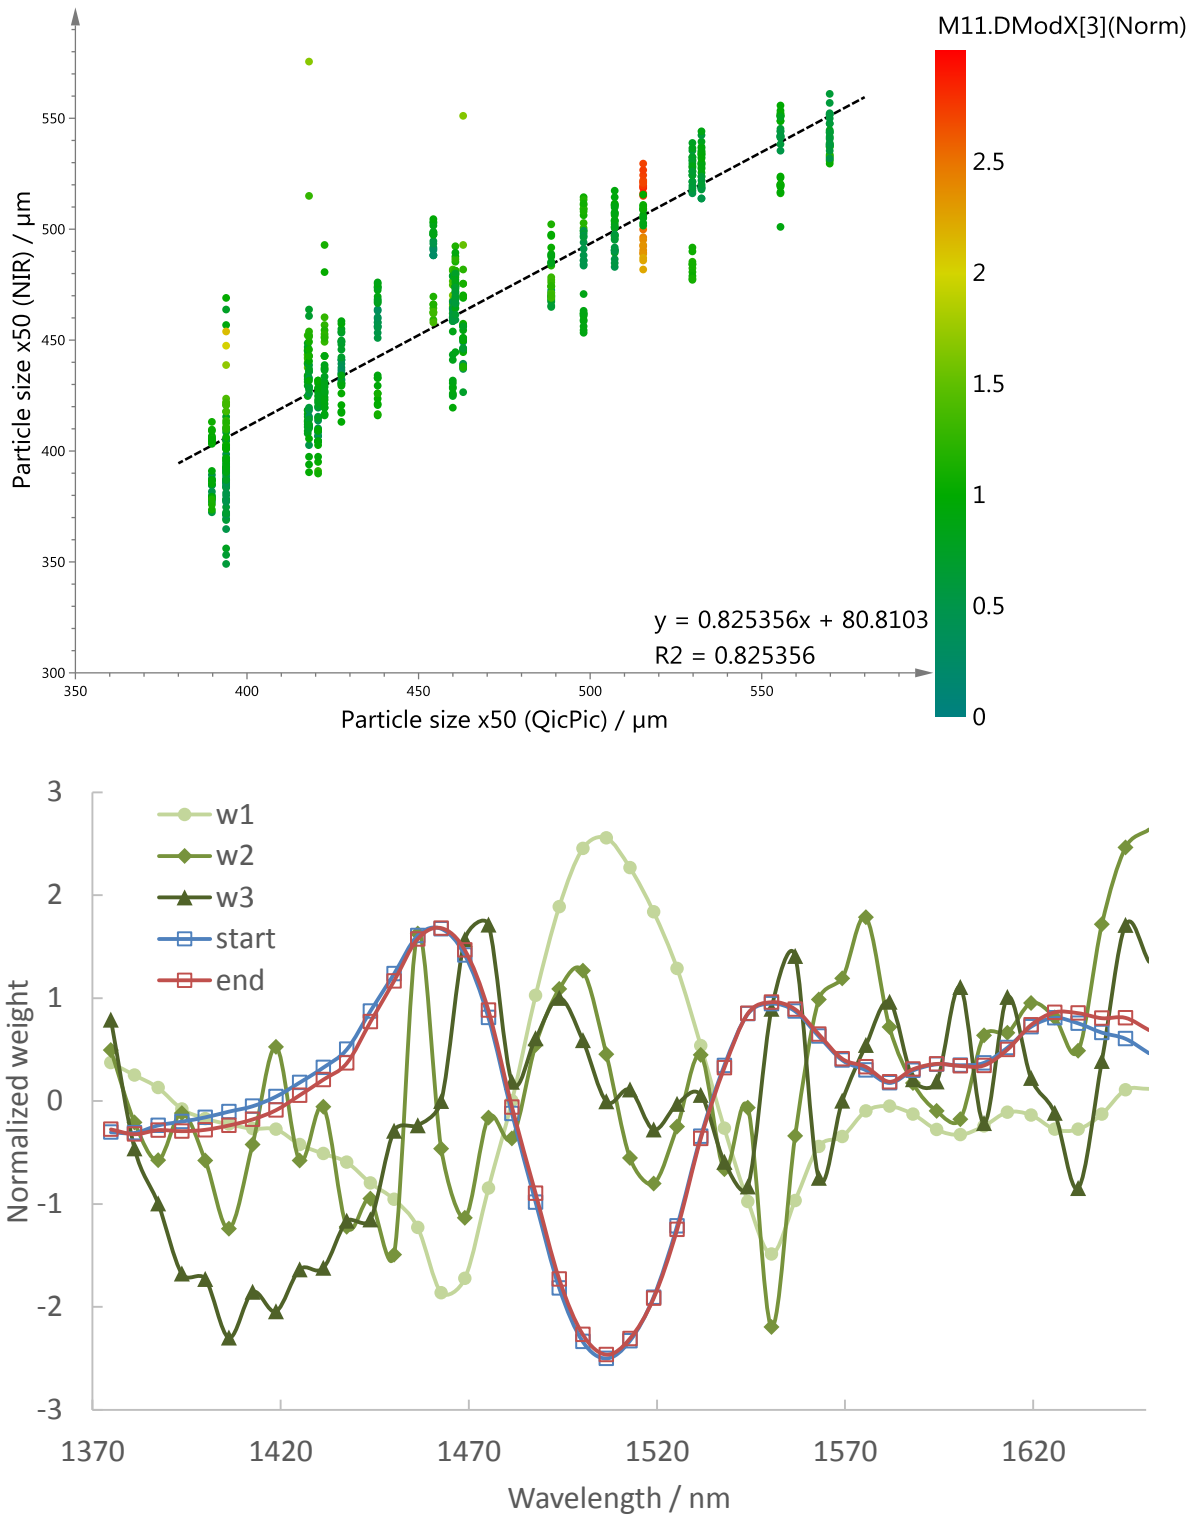 M11.DModX[3](Norm)
Particle size x50 (NIR) / µm
550
500
450
400
350
300
350
400
450
500
550
Particle size x50 (QicPic) / µm
y = 0.825356x + 80.8103
R2 = 0.825356
2.5
2
1.5
1
0.5
0
Normalized weight
3
2
1
0
-1
-2
-3
w1
w2
w3
start
end
1370
1420
1470
1520
1570
1620
Wavelength / nm